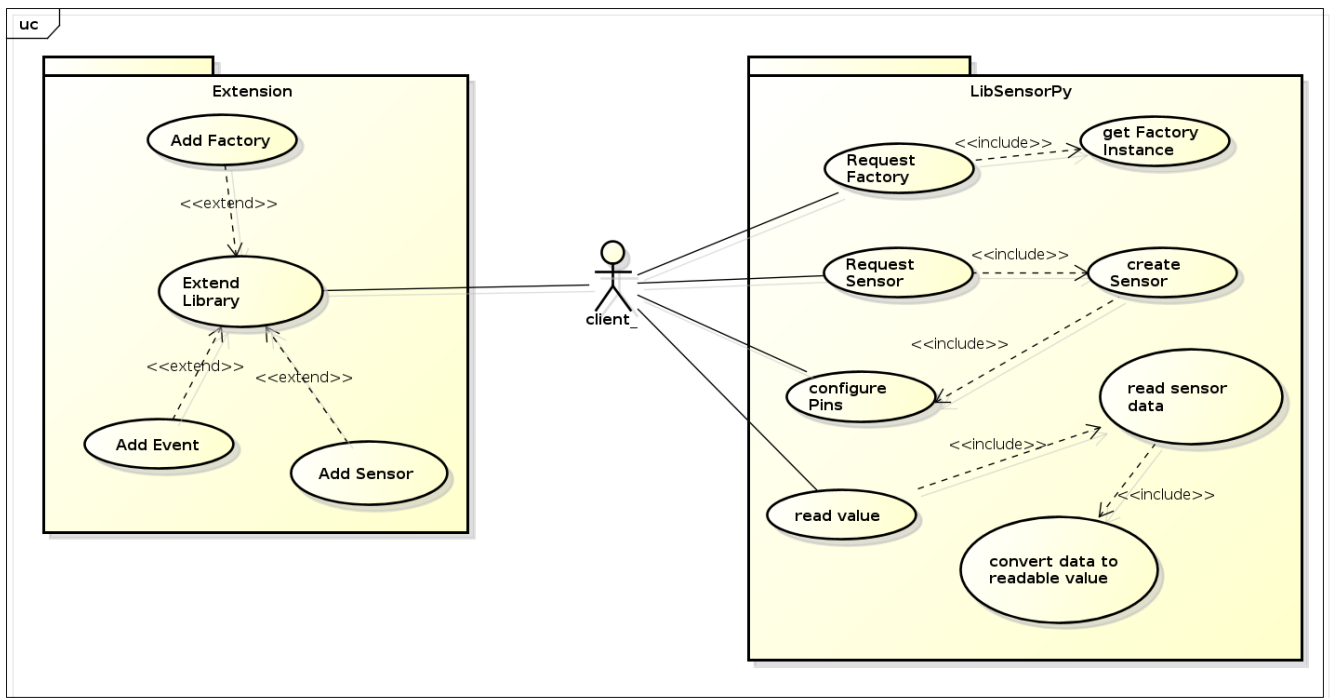 uc
Extension
Add Factory
<<extend>>
Extend
Library
<<extend>>
<<extend>>
Add Event
Add Sensor
client_
LibSensorPy
Request
Factory
<<include>>
get Factory
Instance
Request
Sensor
<<include>>
create
Sensor
<<include>>
configure
Pins
read sensor
data
<<include>>
read value
<<include>>
convert data to
readable value